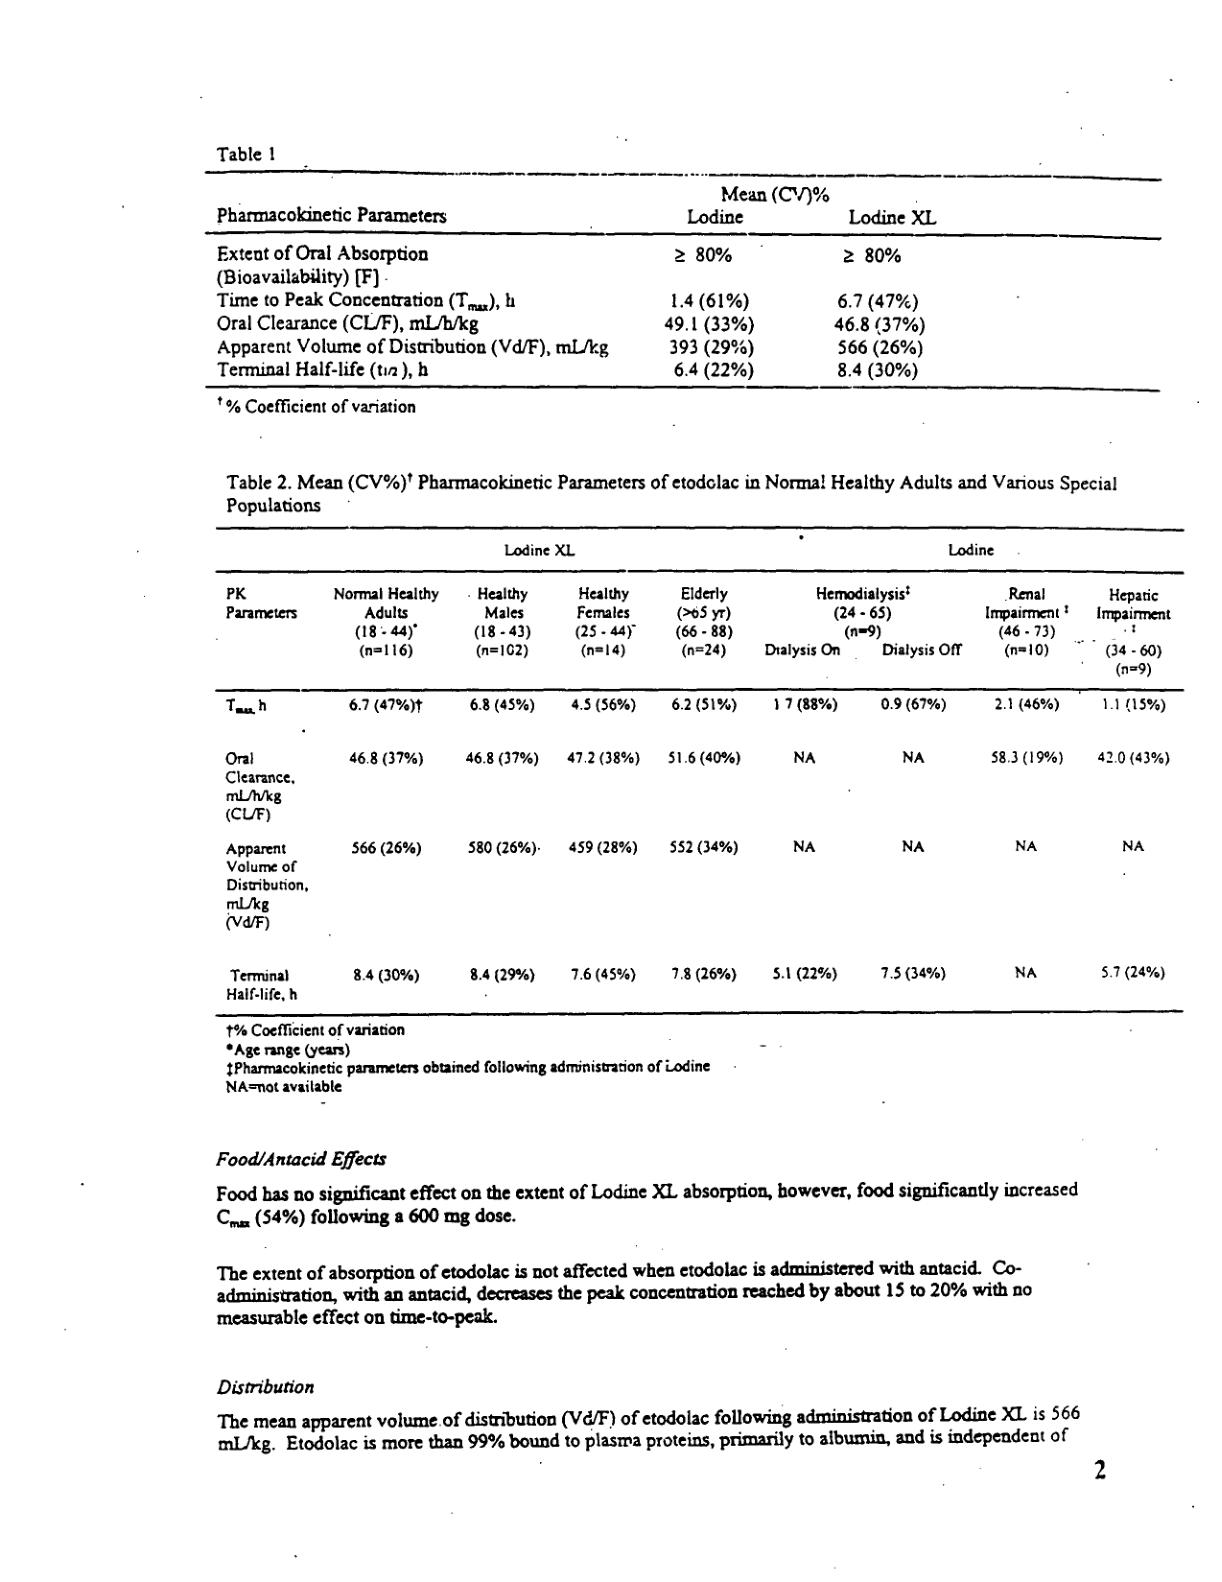 Table 1
Mean (CV)%
Pharmacokinetic Parameters Lodine Lodine XL
Extent of Oral Absorption ≥ 80% ≥ 80%
(Bioavailability) [F]
Time to Peak Concentration (Tmax), h 1.4 (61%) 6.7 (47%)
Oral Clearance (CL/F), mL/h/kg 49.1 (33%) 46.8 (37%)
Apparent Volume of Distribution (Vd/F), mL/kg 393 (29%) 566 (26%)
Terminal Half-life (t1/2), h 6.4 (22%) 8.4 (30%)
†% Coefficient of variation
Table 2. Mean (CV%)† Pharmacokinetic Parameters of etodolac in Normal Healthy Adults and Various Special
Populations
Lodine XL Lodine
PK Normal Healthy Healthy Healthy Elderly Hemodialysis‡ Renal Hepatic
Parameters Adults Males Females (>65 yr) (24 - 65) Impairment ‡ Impairment
(18 - 44)* (18 - 43) (25 - 44) (66 - 88) (n=9) (46 - 73) ‡
(n=116) (n=102) (n=14) (n=24) Dialysis On Dialysis Off (n=10) (34 - 60)
(n=9)
Tmax, h 6.7 (47%)† 6.8 (45%) 4.5 (56%) 6.2 (51%) 1 7 (88%) 0.9 (67%) 2.1 (46%) 1.1 (15%)
Oral 46.8 (37%) 46.8 (37%) 47.2 (38%) 51.6 (40%) NA NA 58.3 (19%) 42.0 (43%)
Clearance,
mL/h/kg
(CL/F)
Apparent 566 (26%) 580 (26%) 459 (28%) 552 (34%) NA NA NA NA
Volume of
Distribution,
mL/kg
(Vd/F)
Terminal 8.4 (30%) 8.4 (29%) 7.6 (45%) 7.8 (26%) 5.1 (22%) 7.5 (34%) NA 5.7 (24%)
Half-life, h
†% Coefficient of variation
*Age range (years)
‡Pharmacokinetic parameters obtained following administration of Lodine
NA=not available
Food/Antacid Effects
Food has no significant effect on the extent of Lodine XL absorption, however, food significantly increased
Cmax (54%) following a 600 mg dose.
The extent of absorption of etodolac is not affected when etodolac is administered with antacid. Co-
administration, with an antacid, decreases the peak concentration reached by about 15 to 20% with no
measurable effect on time-to-peak.
Distribution
The mean apparent volume of distribution (Vd/F) of etodolac following administration of Lodine XL is 566
mL/kg. Etodolac is more than 99% bound to plasma proteins, primarily to albumin, and is independent of
2